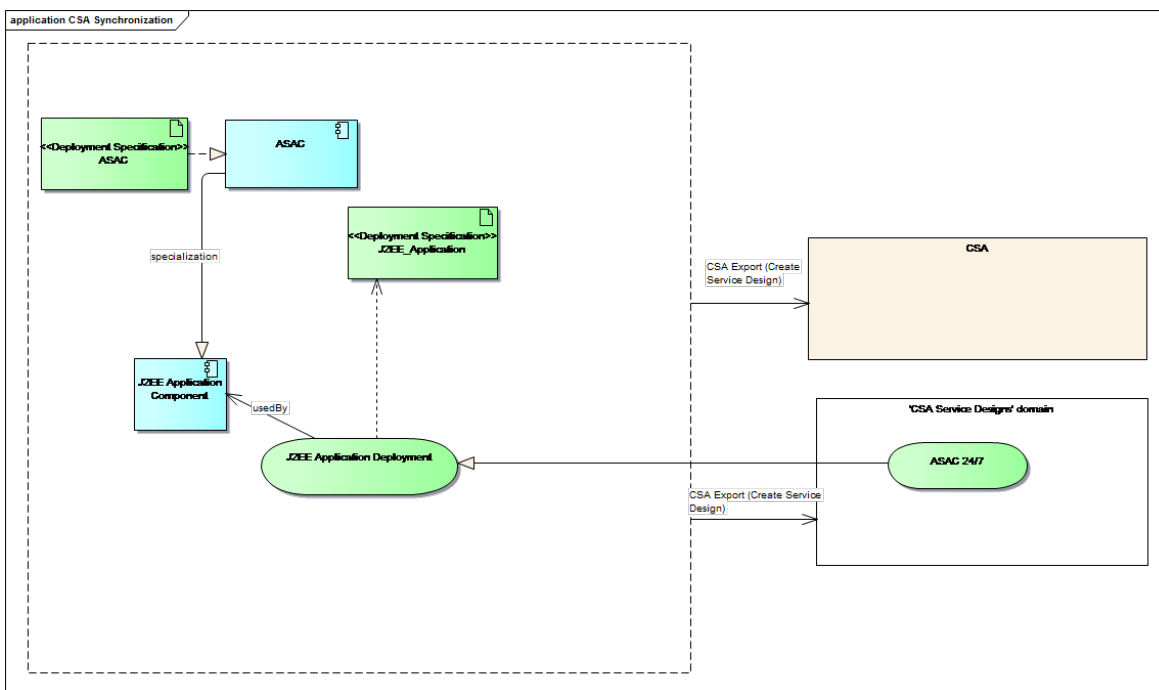 application CSA Synchronization
<<Deployment Specification>>
ASAC
ASAC
<<Deployment Specification>>
J2EE_Application
specialization
CSA Export (Create
Service Design)
CSA
J2EE Application
Component
usedBy
J2EE Application Deployment
'CSA Service Designs' domain
ASAC 24/7
CSA Export (Create Service
Design)